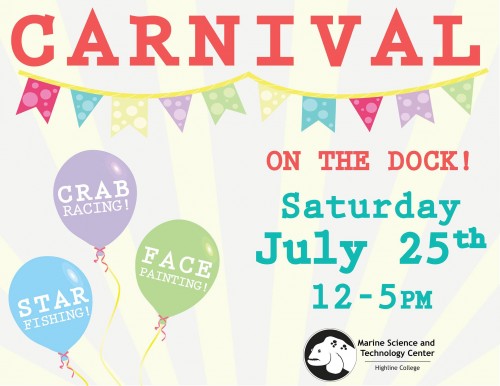 CARNIVAL
ON THE DOCK!
Saturday
July 25th
12-5PM
CRAB
RACING!
FACE
PAINTING!
STAR
FISHING!
Marine Science and
Technology Center
Highline College